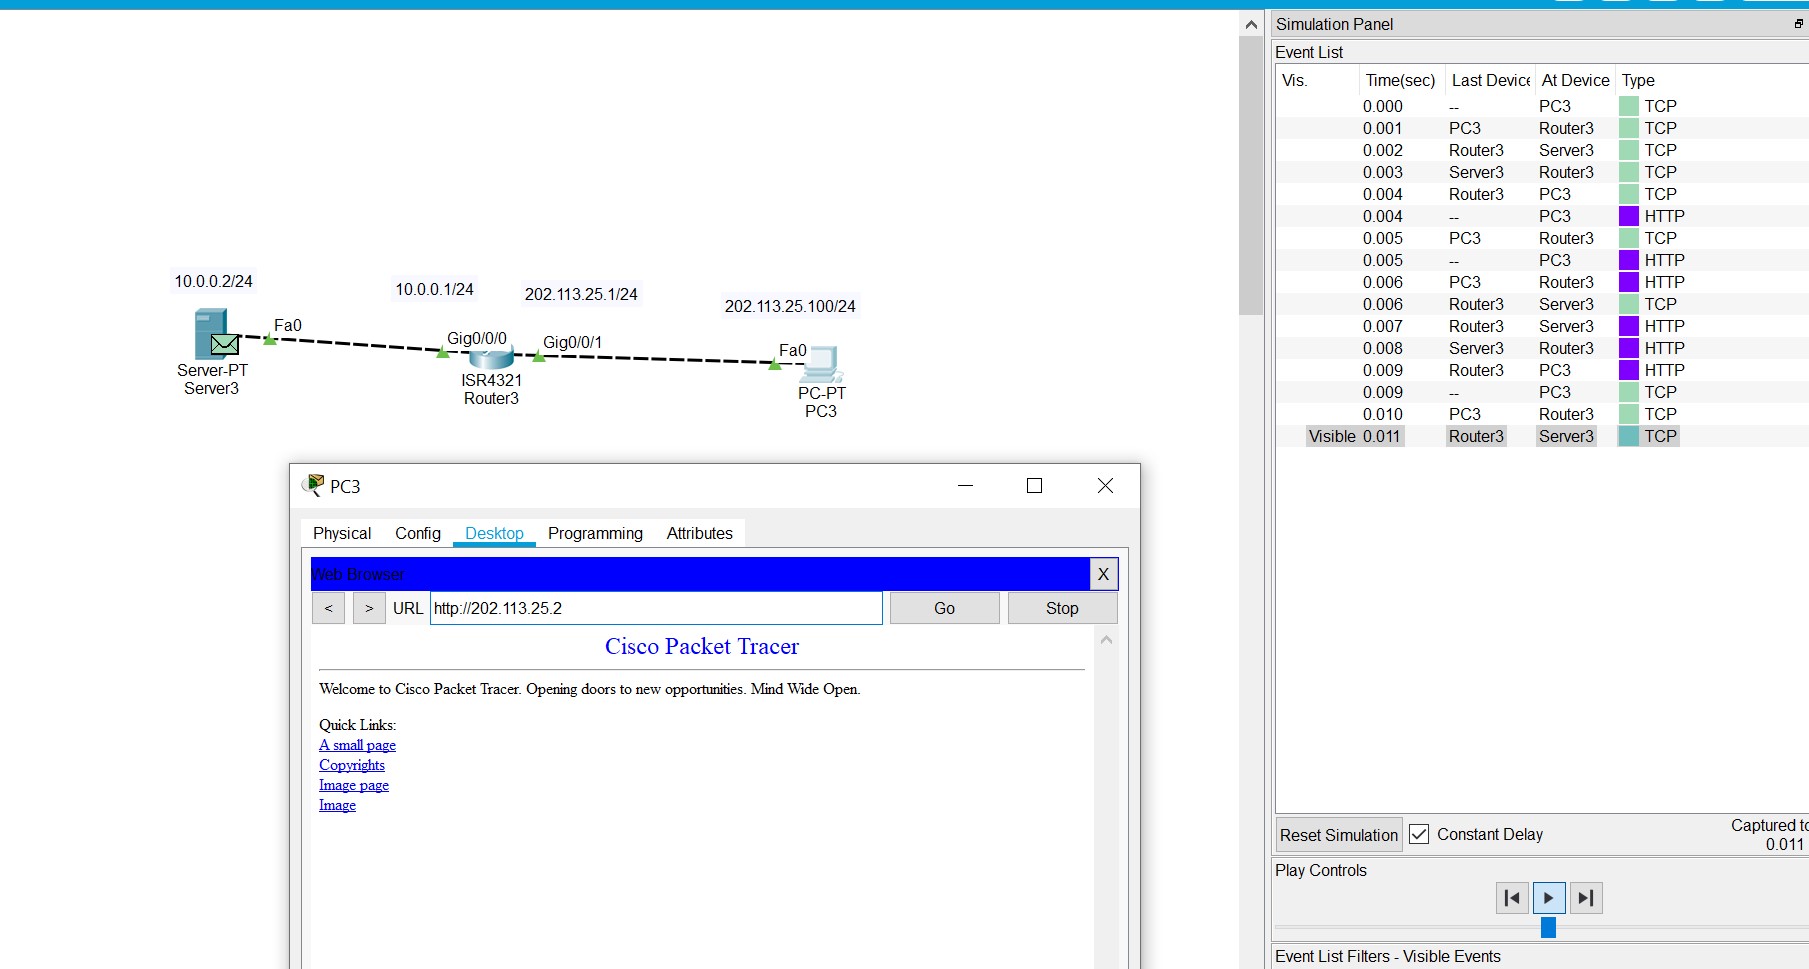 10.0.0.2/24
10.0.0.1/24
202.113.25.1/24
202.113.25.100/24
Fa0
Gig0/0/0
Gig0/0/1
Fa0
Server-PT
Server3
ISR4321
Router3
PC-PT
PC3
PC3
Physical Config Desktop Programming Attributes
Web Browser X
< > URL http://202.113.25.2 Go Stop
Cisco Packet Tracer
Welcome to Cisco Packet Tracer. Opening doors to new opportunities. Mind Wide Open.
Quick Links:
A small page
Copyrights
Image page
Image
Simulation Panel
Event List
Vis. Time(sec) Last Device At Device Type
0.000 -- PC3 TCP
0.001 PC3 Router3 TCP
0.002 Router3 Server3 TCP
0.003 Server3 Router3 TCP
0.004 Router3 PC3 TCP
0.004 -- PC3 HTTP
0.005 PC3 Router3 TCP
0.005 -- PC3 HTTP
0.006 PC3 Router3 HTTP
0.006 Router3 Server3 TCP
0.007 Router3 Server3 HTTP
0.008 Server3 Router3 HTTP
0.009 Router3 PC3 HTTP
0.009 -- PC3 TCP
0.010 PC3 Router3 TCP
Visible 0.011 Router3 Server3 TCP
Reset Simulation Constant Delay Captured to
0.011
Play Controls
Event List Filters - Visible Events